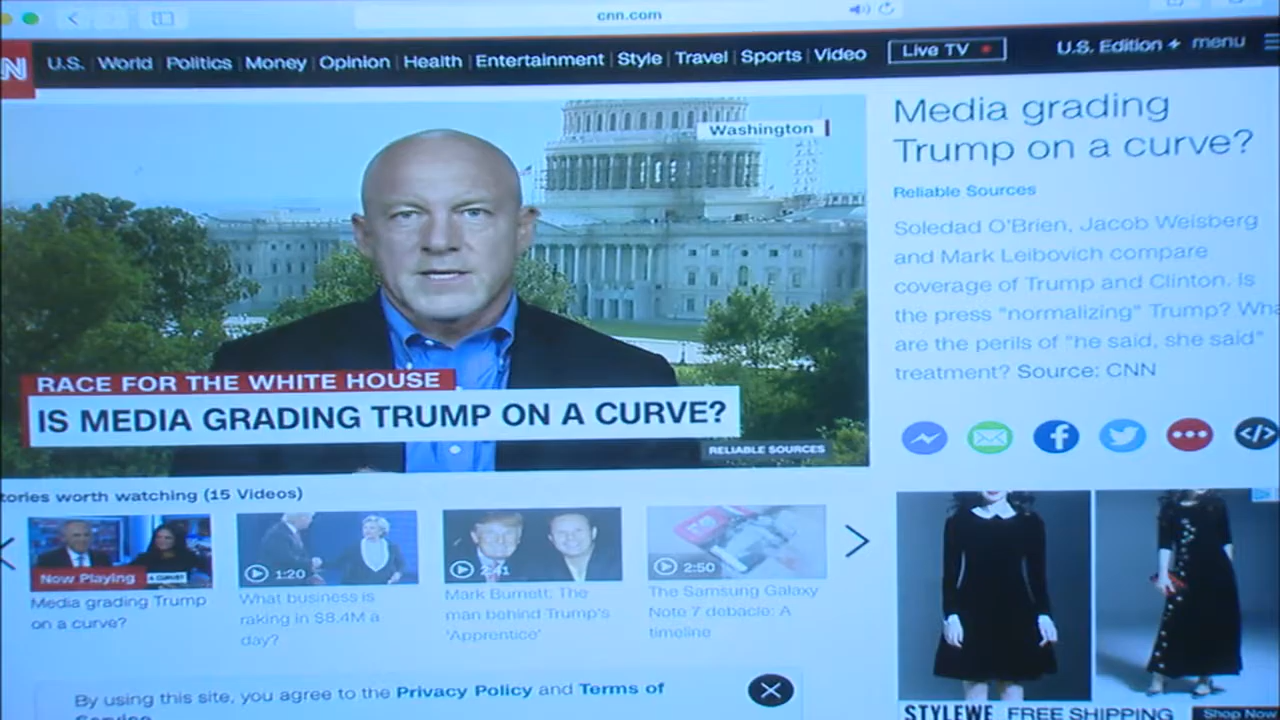 cnn.com
N U.S. World Politics Money Opinion Health Entertainment Style Travel Sports Video Live TV U.S. Edition + menu
Washington
RACE FOR THE WHITE HOUSE
IS MEDIA GRADING TRUMP ON A CURVE?
RELIABLE SOURCES
Media grading
Trump on a curve?
Reliable Sources
Soledad O'Brien, Jacob Weisberg
and Mark Leibovich compare
coverage of Trump and Clinton. Is
the press "normalizing" Trump? Wha
are the perils of "he said, she said"
treatment? Source: CNN
tories worth watching (15 Videos)
Now Playing
A CURVE?
Media grading Trump
on a curve?
1:20
What business is
raking in $8.4M a
day?
2:41
Mark Burnett: The
man behind Trump's
'Apprentice'
2:50
The Samsung Galaxy
Note 7 debacle: A
timeline
By using this site, you agree to the Privacy Policy and Terms of
Service
STYLEWE FREE SHIPPING Shop Now